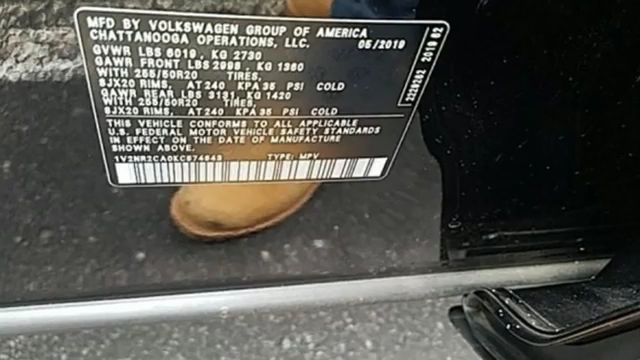 MFD BY VOLKSWAGEN GROUP OF AMERICA
CHATTANOOGA OPERATIONS, LLC. 05/2019
GVWR LBS 6019 , KG 2730
GAWR FRONT LBS 2998 , KG 1360
WITH 255/50R20 TIRES,
8JX20 RIMS, AT 240 KPA 35 PSI COLD
GAWR REAR, LBS 3131 , KG 1420
WITH 255/50R20 TIRES,
8JX20 RIMS, AT 240 KPA 35 PSI COLD
THIS VEHICLE CONFORMS TO ALL APPLICABLE
U.S. FEDERAL MOTOR VEHICLE SAFETY STANDARDS
IN EFFECT ON THE DATE OF MANUFACTURE
SHOWN ABOVE.
1V2NR2CA0KC574643 TYPE: MPV
2019 02